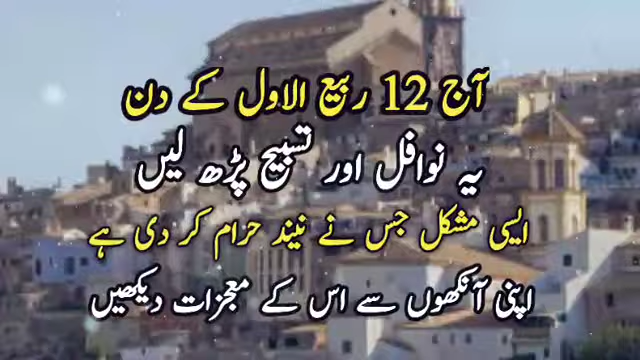 آج 12 ربیع الاول کے دن
یہ نوافل اور تسبیح پڑھ لیں
ایسی مشکل جس نے نیند حرام کر دی ہے
اپنی آنکھوں سے اس کے معجزات دیکھیں